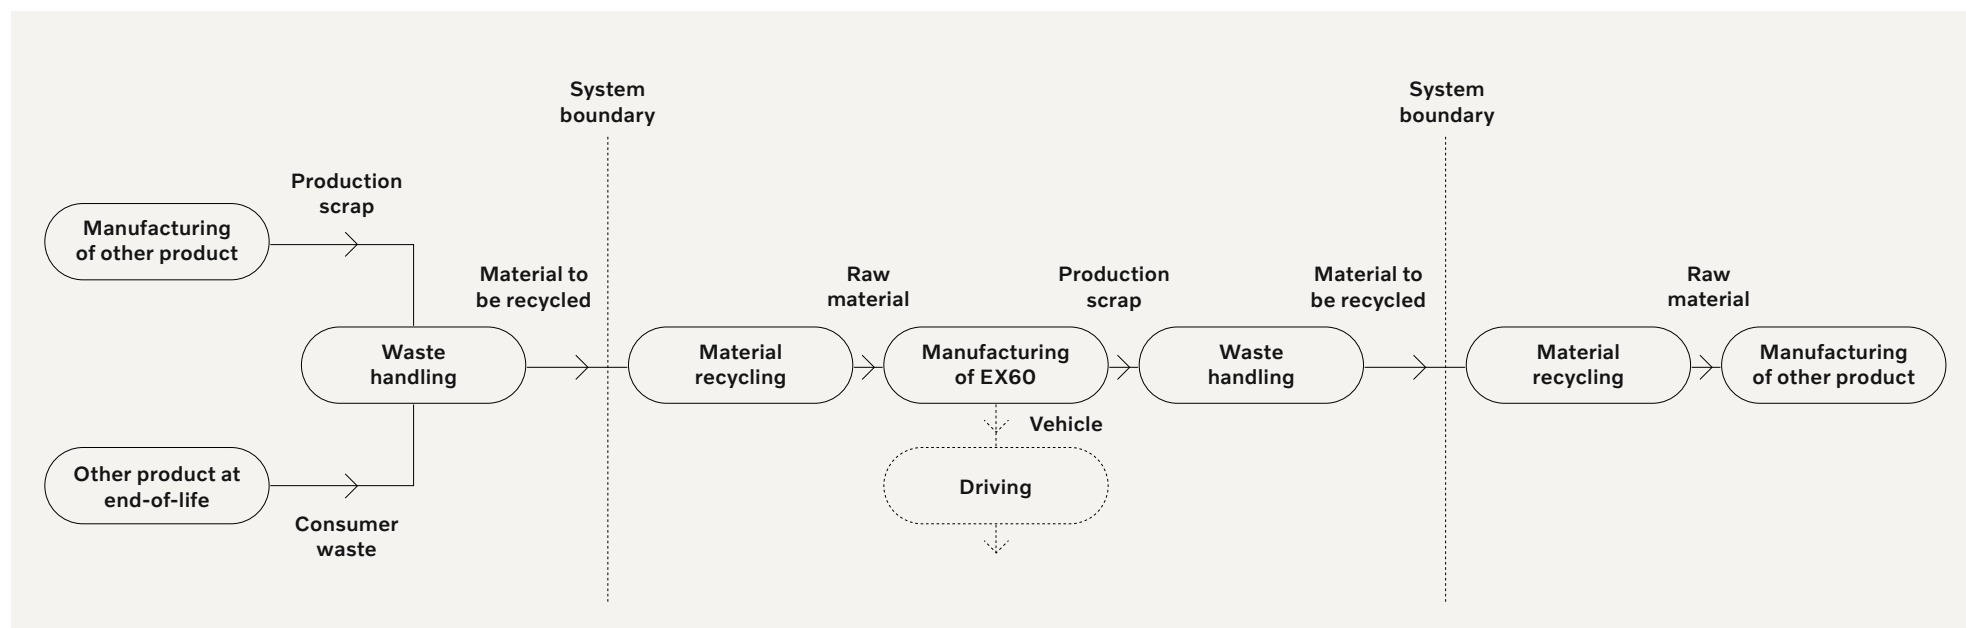 System
boundary
System
boundary
Production
scrap
Manufacturing
of other product
Material to
be recycled
Raw
material
Production
scrap
Material to
be recycled
Raw
material
Waste
handling
Material
recycling
Manufacturing
of EX60
Waste
handling
Material
recycling
Manufacturing
of other product
Vehicle
Other product at
end-of-life
Driving
Consumer
waste